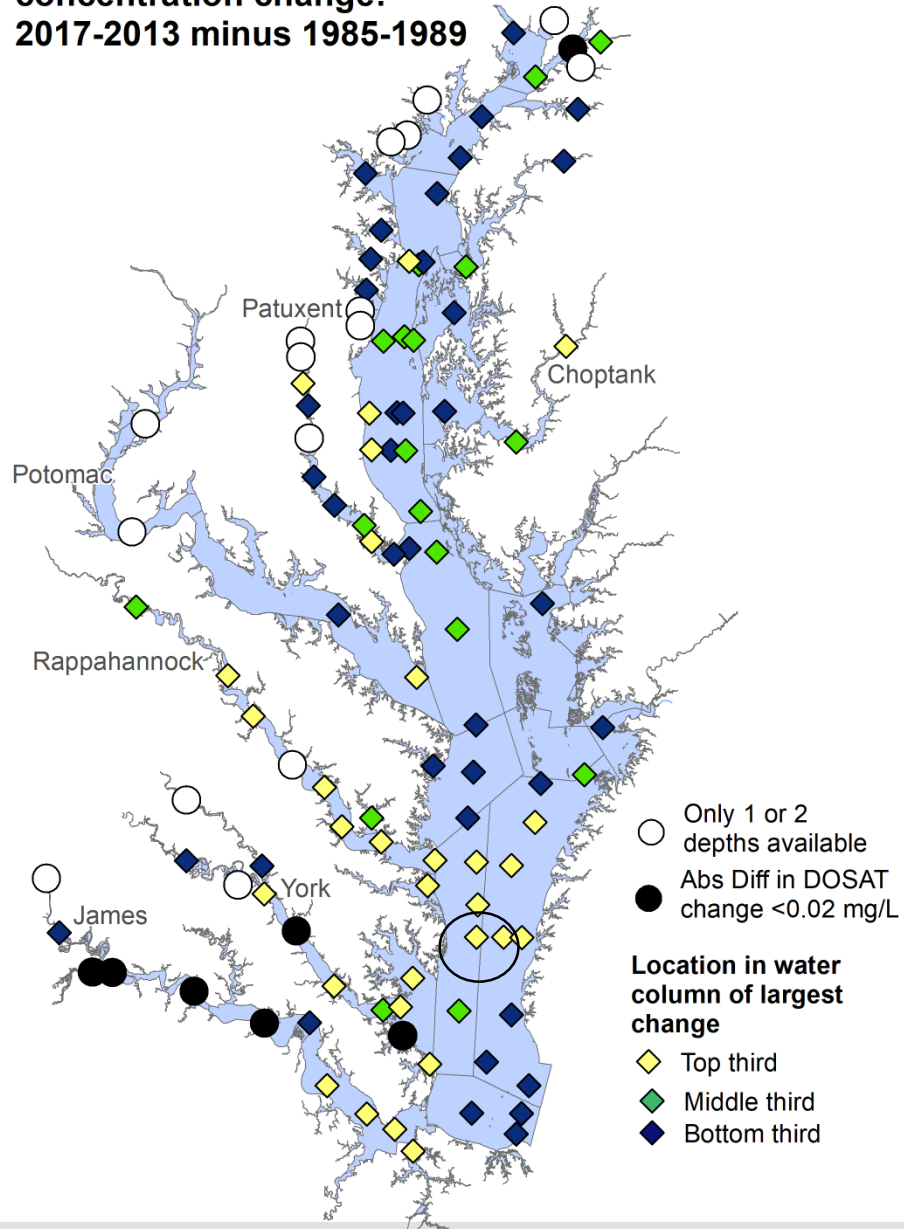 concentration change:
2017-2013 minus 1985-1989
Patuxent
Choptank
Potomac
Rappahannock
York
James
Only 1 or 2
depths available
Abs Diff in DOSAT
change <0.02 mg/L
Location in water
column of largest
change
Top third
Middle third
Bottom third